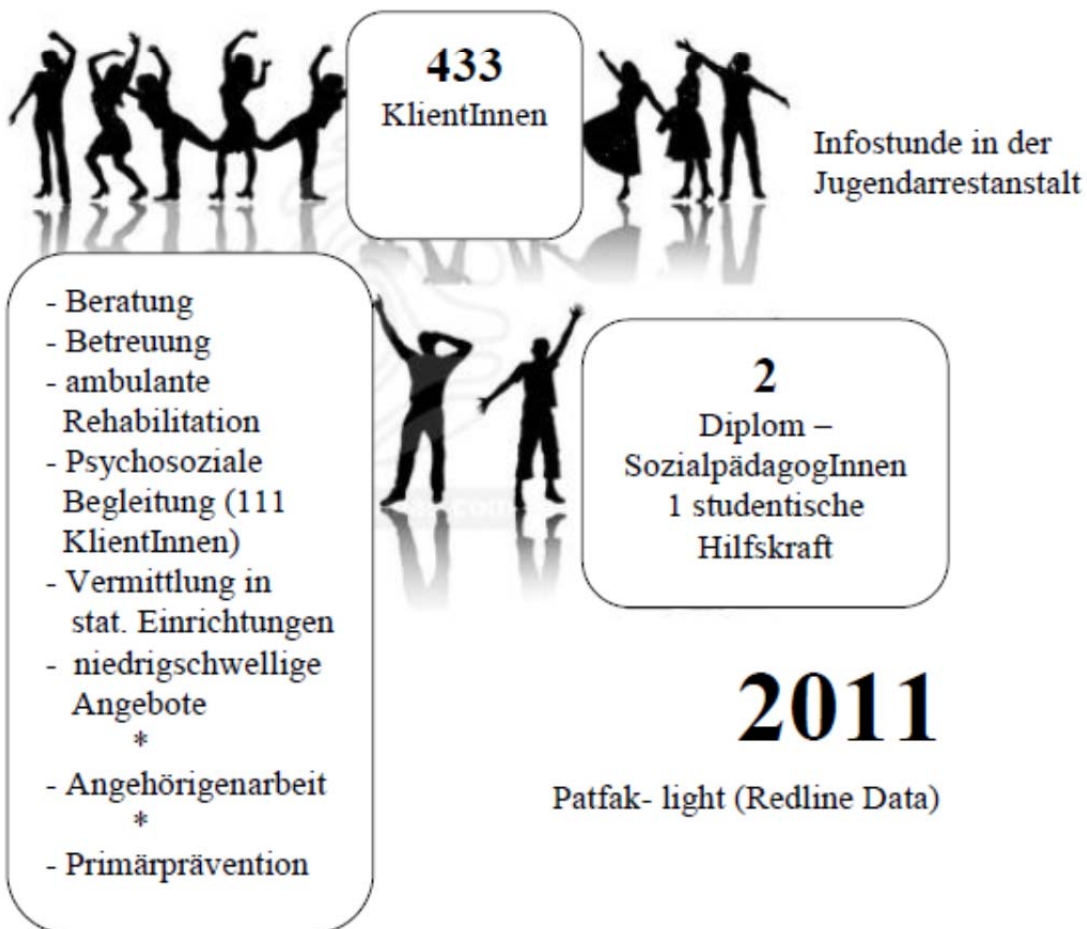 433
KlientInnen
Infostunde in der
Jugendarrestanstalt
- Beratung
- Betreuung
- ambulante
Rehabilitation
- Psychosoziale
Begleitung (111
KlientInnen)
- Vermittlung in
stat. Einrichtungen
- niedrigschwellige
Angebote
*
- Angehörigenarbeit
*
- Primärprävention
2
Diplom –
SozialpädagogInnen
1 studentische
Hilfskraft
2011
Patfak- light (Redline Data)